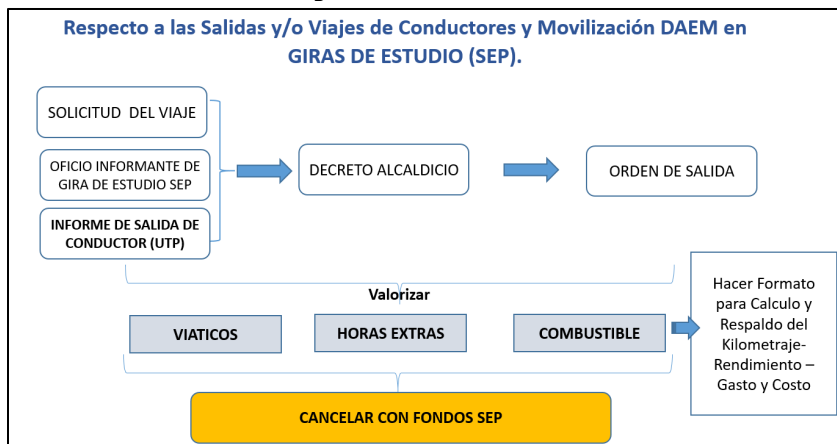 Respecto a las Salidas y/o Viajes de Conductores y Movilización DAEM en
GIRAS DE ESTUDIO (SEP).
SOLICITUD DEL VIAJE
OFICIO INFORMANTE DE
GIRA DE ESTUDIO SEP
INFORME DE SALIDA DE
CONDUCTOR (UTP)
DECRETO ALCALDICIO
ORDEN DE SALIDA
Valorizar
VIATICOS
HORAS EXTRAS
COMBUSTIBLE
Hacer Formato
para Calculo y
Respaldo del
Kilometraje-
Rendimiento –
Gasto y Costo
CANCELAR CON FONDOS SEP